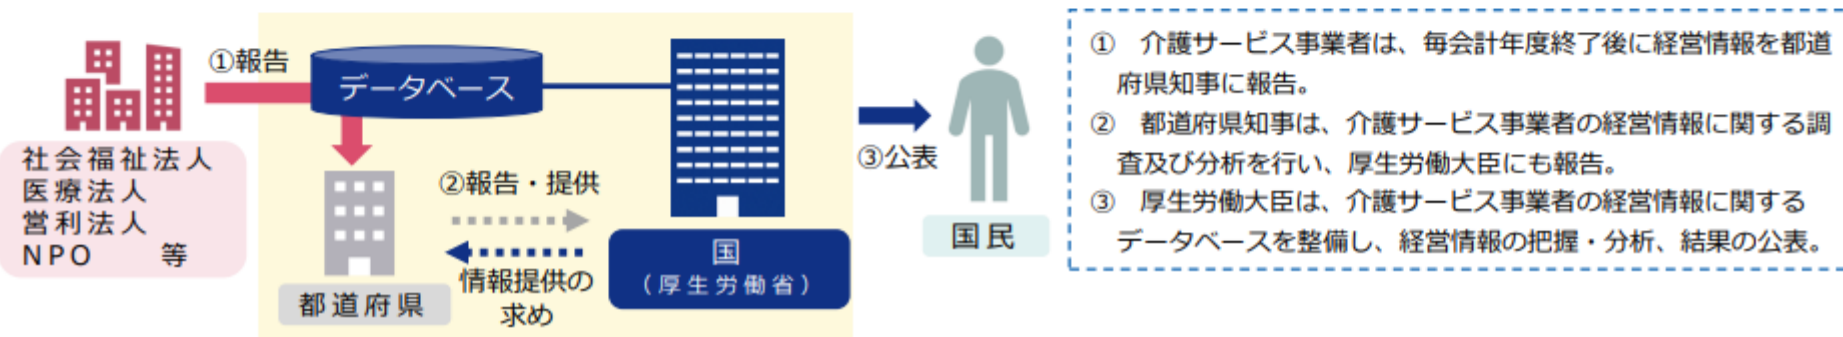 ①報告
データベース
社会福祉法人
医療法人
営利法人
NPO 等
②報告・提供
都道府県
情報提供の
求め
国
(厚生労働省)
③公表
国民
① 介護サービス事業者は、毎会計年度終了後に経営情報を都道
府県知事に報告。
② 都道府県知事は、介護サービス事業者の経営情報に関する調
査及び分析を行い、厚生労働大臣にも報告。
③ 厚生労働大臣は、介護サービス事業者の経営情報に関する
データベースを整備し、経営情報の把握・分析、結果の公表。